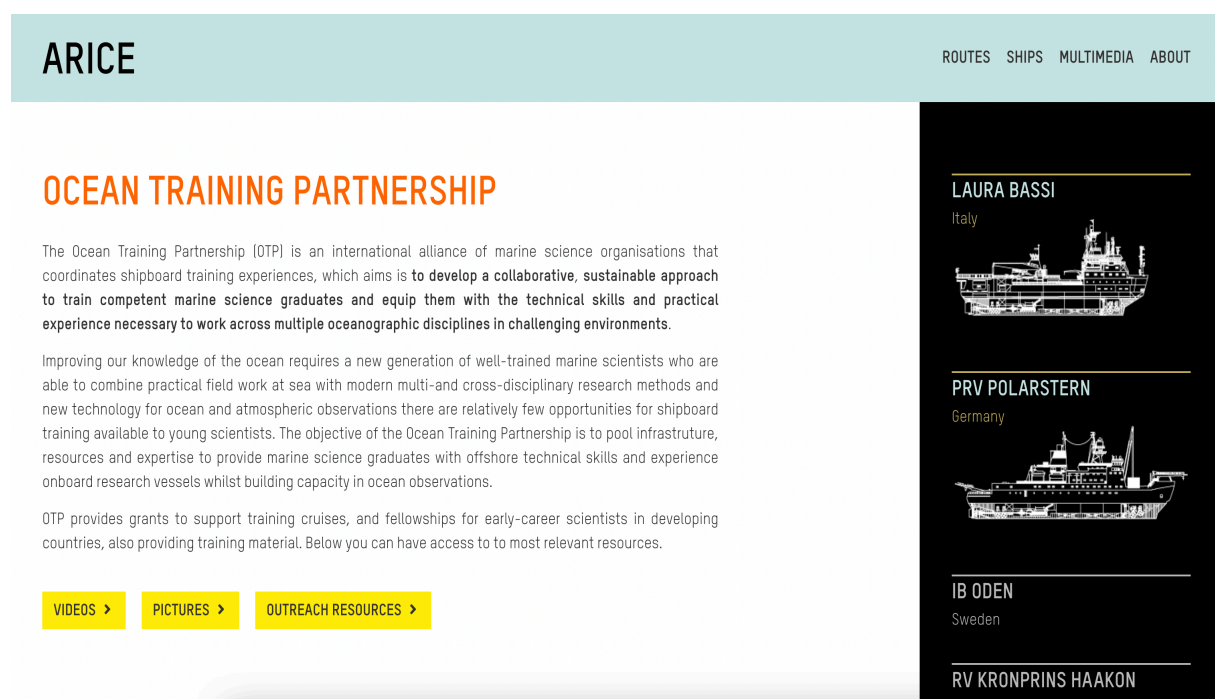 ARICE
ROUTES SHIPS MULTIMEDIA ABOUT
OCEAN TRAINING PARTNERSHIP
The Ocean Training Partnership (OTP) is an international alliance of marine science organisations that
coordinates shipboard training experiences, which aims is to develop a collaborative, sustainable approach
to train competent marine science graduates and equip them with the technical skills and practical
experience necessary to work across multiple oceanographic disciplines in challenging environments.
Improving our knowledge of the ocean requires a new generation of well-trained marine scientists who are
able to combine practical field work at sea with modern multi-and cross-disciplinary research methods and
new technology for ocean and atmospheric observations there are relatively few opportunities for shipboard
training available to young scientists. The objective of the Ocean Training Partnership is to pool infrastruture,
resources and expertise to provide marine science graduates with offshore technical skills and experience
onboard research vessels whilst building capacity in ocean observations.
OTP provides grants to support training cruises, and fellowships for early-career scientists in developing
countries, also providing training material. Below you can have access to to most relevant resources.
VIDEOS >
PICTURES >
OUTREACH RESOURCES >
LAURA BASSI
Italy
PRV POLARSTERN
Germany
IB ODEN
Sweden
RV KRONPRINS HAAKON